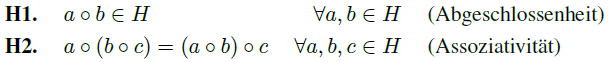 H1. a ∘ b ∈ H ∀a, b ∈ H (Abgeschlossenheit)
H2. a ∘ (b ∘ c) = (a ∘ b) ∘ c ∀a, b, c ∈ H (Assoziativität)